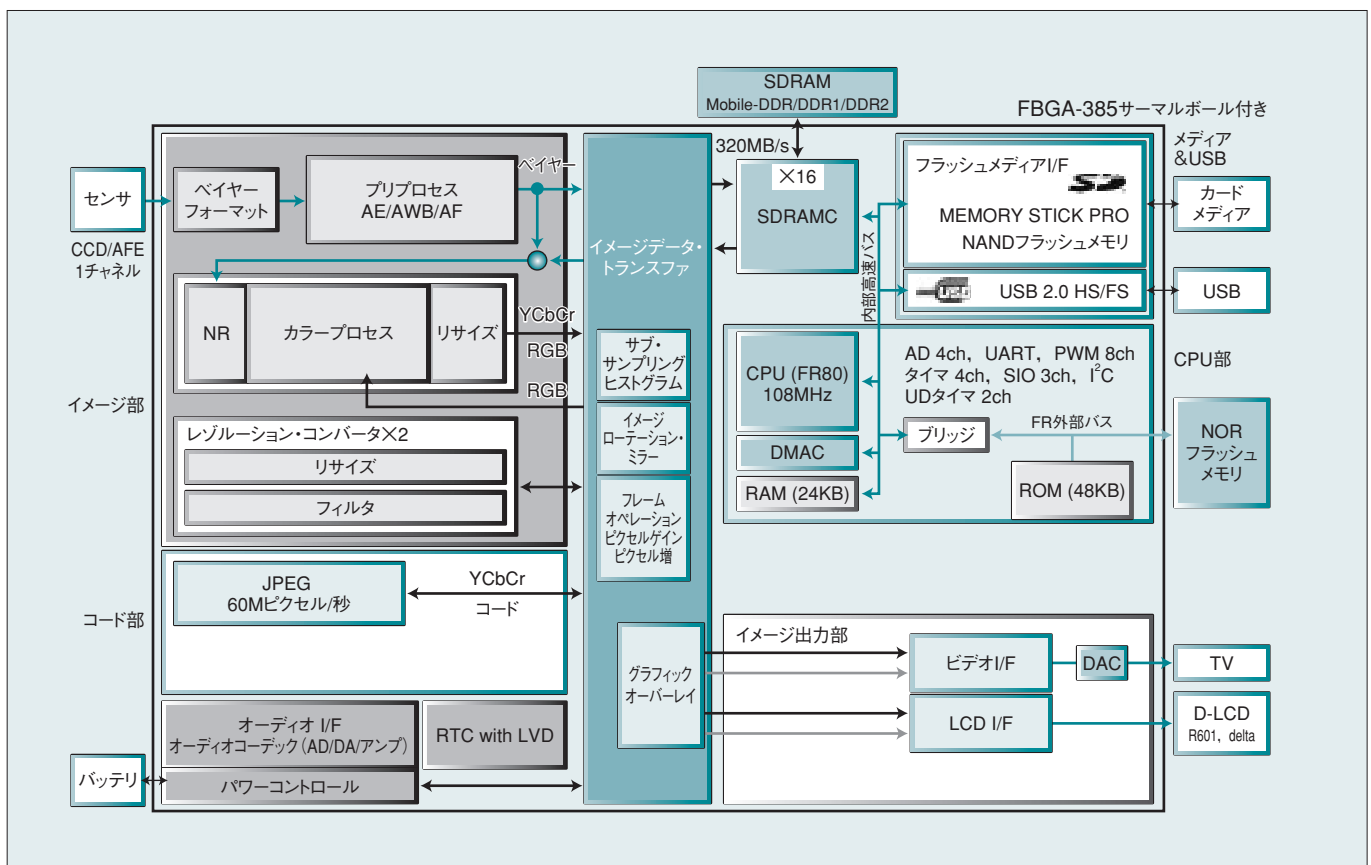 SDRAM
Mobile-DDR/DDR1/DDR2
FBGA-385サーマルボール付き
320MB/s
メディア
&USB
センサ
CCD/AFE
1チャネル
ベイヤー
フォーマット
プリプロセス
AE/AWB/AF
ベイヤー
NR
カラープロセス
リサイズ
YCbCr
RGB
RGB
イメージ部
レゾルーション・コンバータ×2
リサイズ
フィルタ
イメージデータ・
トランスファ
サブ・
サンプリング
ヒストグラム
イメージ
ローテーション・
ミラー
フレーム
オペレーション
ピクセルゲイン
ピクセル増
グラフィック
オーバーレイ
×16
SDRAMC
内部高速バス
フラッシュメディアI/F
SD
MEMORY STICK PRO
NANDフラッシュメモリ
USB 2.0 HS/FS
カード
メディア
USB
CPU (FR80)
108MHz
DMAC
RAM (24KB)
AD 4ch, UART, PWM 8ch
タイマ 4ch, SIO 3ch, I²C
UDタイマ 2ch
ブリッジ
FR外部バス
ROM (48KB)
CPU部
NOR
フラッシュ
メモリ
コード部
JPEG
60Mピクセル/秒
YCbCr
コード
イメージ出力部
ビデオI/F
DAC
TV
LCD I/F
D-LCD
R601, delta
オーディオ I/F
オーディオコーデック（AD/DA/アンプ）
RTC with LVD
バッテリ
パワーコントロール